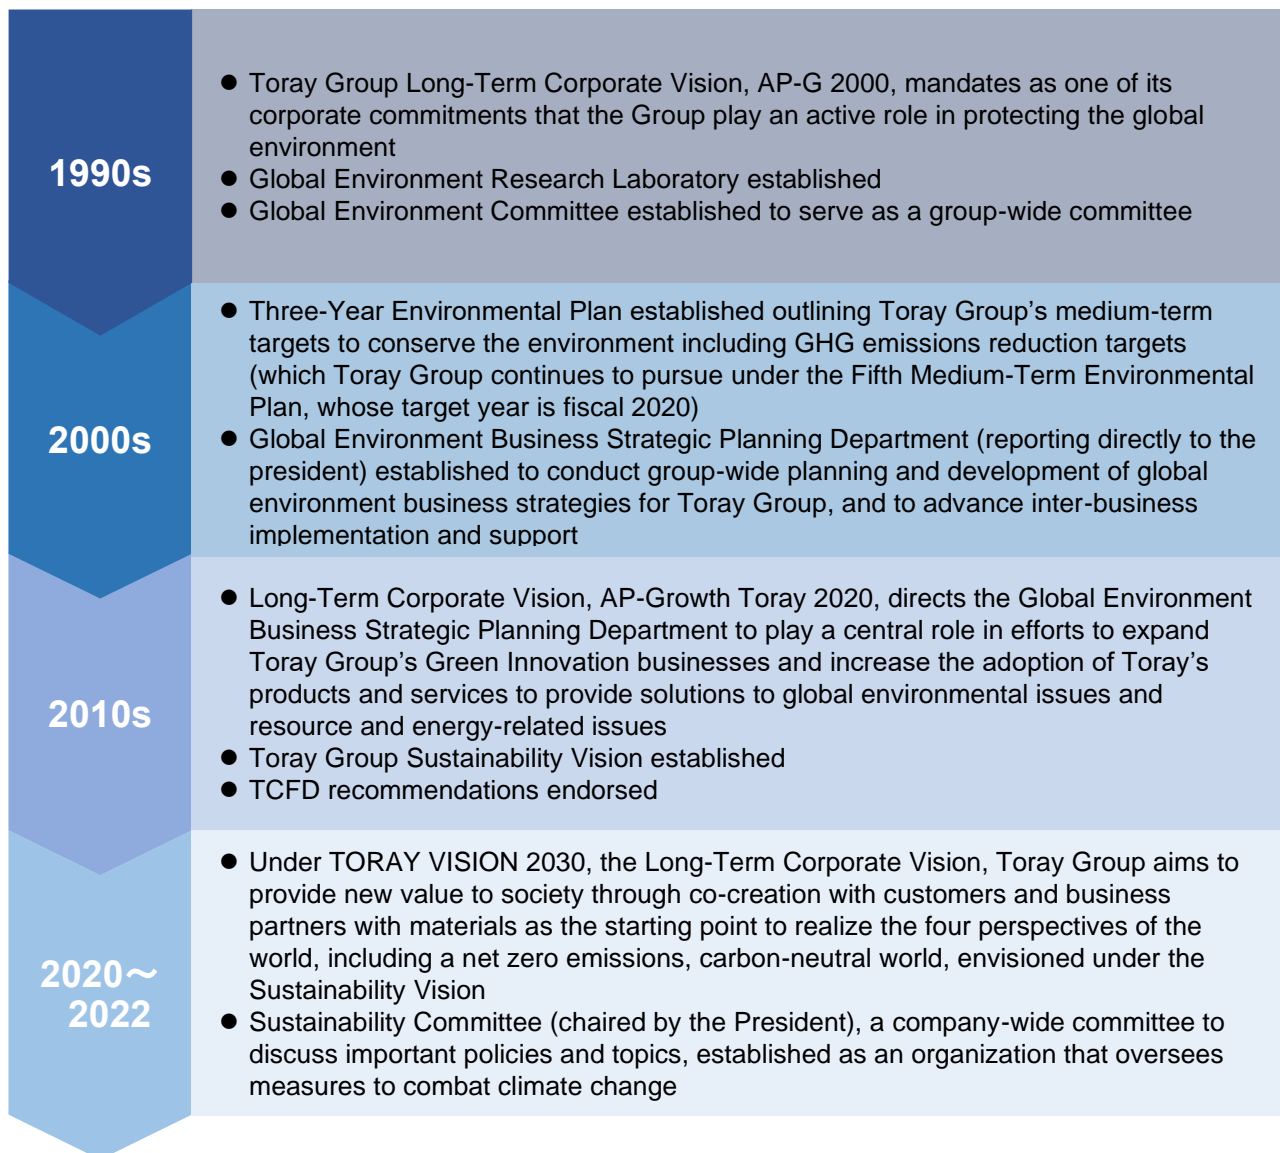 1990s
● Toray Group Long-Term Corporate Vision, AP-G 2000, mandates as one of its
corporate commitments that the Group play an active role in protecting the global
environment
● Global Environment Research Laboratory established
● Global Environment Committee established to serve as a group-wide committee
2000s
● Three-Year Environmental Plan established outlining Toray Group’s medium-term
targets to conserve the environment including GHG emissions reduction targets
(which Toray Group continues to pursue under the Fifth Medium-Term Environmental
Plan, whose target year is fiscal 2020)
● Global Environment Business Strategic Planning Department (reporting directly to the
president) established to conduct group-wide planning and development of global
environment business strategies for Toray Group, and to advance inter-business
implementation and support
2010s
● Long-Term Corporate Vision, AP-Growth Toray 2020, directs the Global Environment
Business Strategic Planning Department to play a central role in efforts to expand
Toray Group’s Green Innovation businesses and increase the adoption of Toray’s
products and services to provide solutions to global environmental issues and
resource and energy-related issues
● Toray Group Sustainability Vision established
● TCFD recommendations endorsed
2020～
2022
● Under TORAY VISION 2030, the Long-Term Corporate Vision, Toray Group aims to
provide new value to society through co-creation with customers and business
partners with materials as the starting point to realize the four perspectives of the
world, including a net zero emissions, carbon-neutral world, envisioned under the
Sustainability Vision
● Sustainability Committee (chaired by the President), a company-wide committee to
discuss important policies and topics, established as an organization that oversees
measures to combat climate change